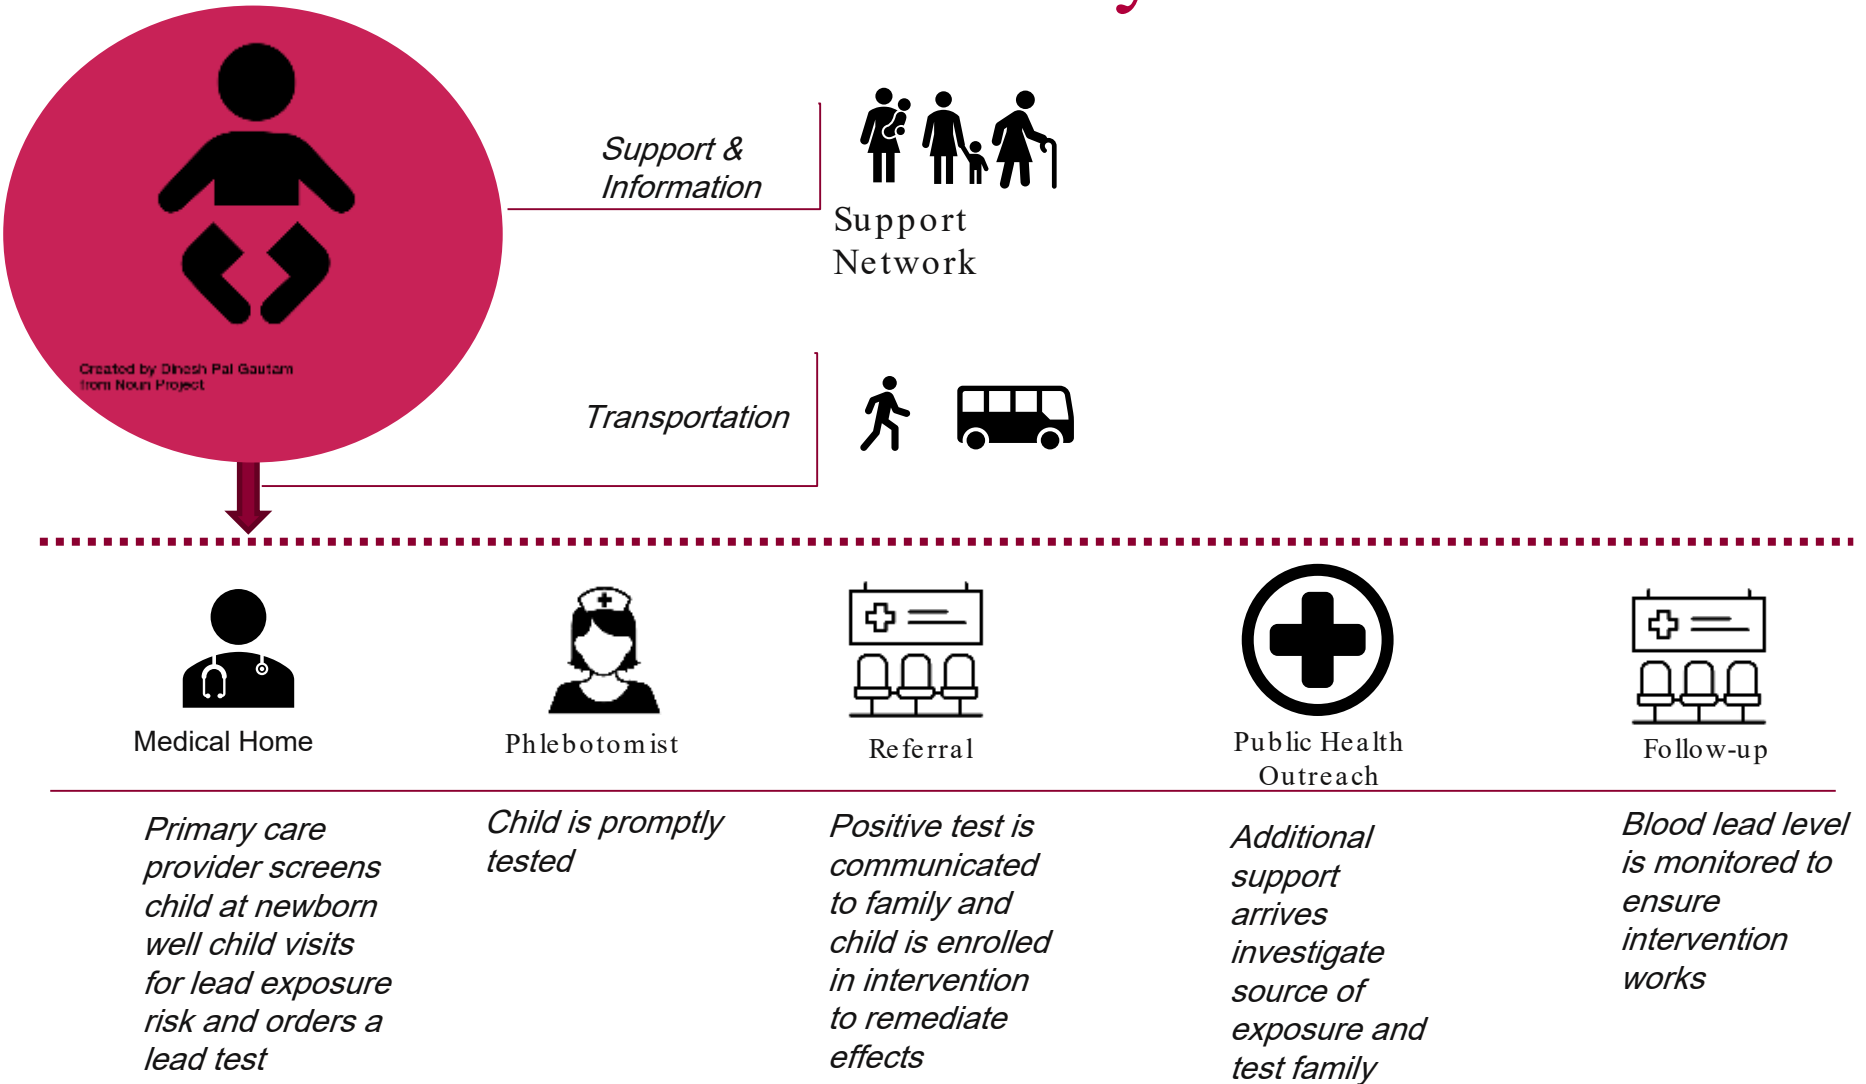 Support &
Information
Support
Network
Created by Dinesh Pal Gautam
from Noun Project
Transportation
Medical Home
Phlebotomist
Referral
Public Health
Outreach
Follow-up
Primary care
provider screens
child at newborn
well child visits
for lead exposure
risk and orders a
lead test
Child is promptly
tested
Positive test is
communicated
to family and
child is enrolled
in intervention
to remediate
effects
Additional
support
arrives
investigate
source of
exposure and
test family
Blood lead level
is monitored to
ensure
intervention
works